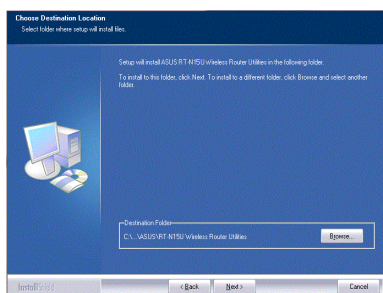 Choose Destination Location
Select folder where setup will install files.
Setup will install ASUS RT-N15U Wireless Router Utilities in the following folder.
To install to this folder, click Next. To install to a different folder, click Browse and select another
folder.
Destination Folder
C:\...\ASUS\RT-N15U Wireless Router Utilities
Browse...
InstallShield
< Back
Next >
Cancel